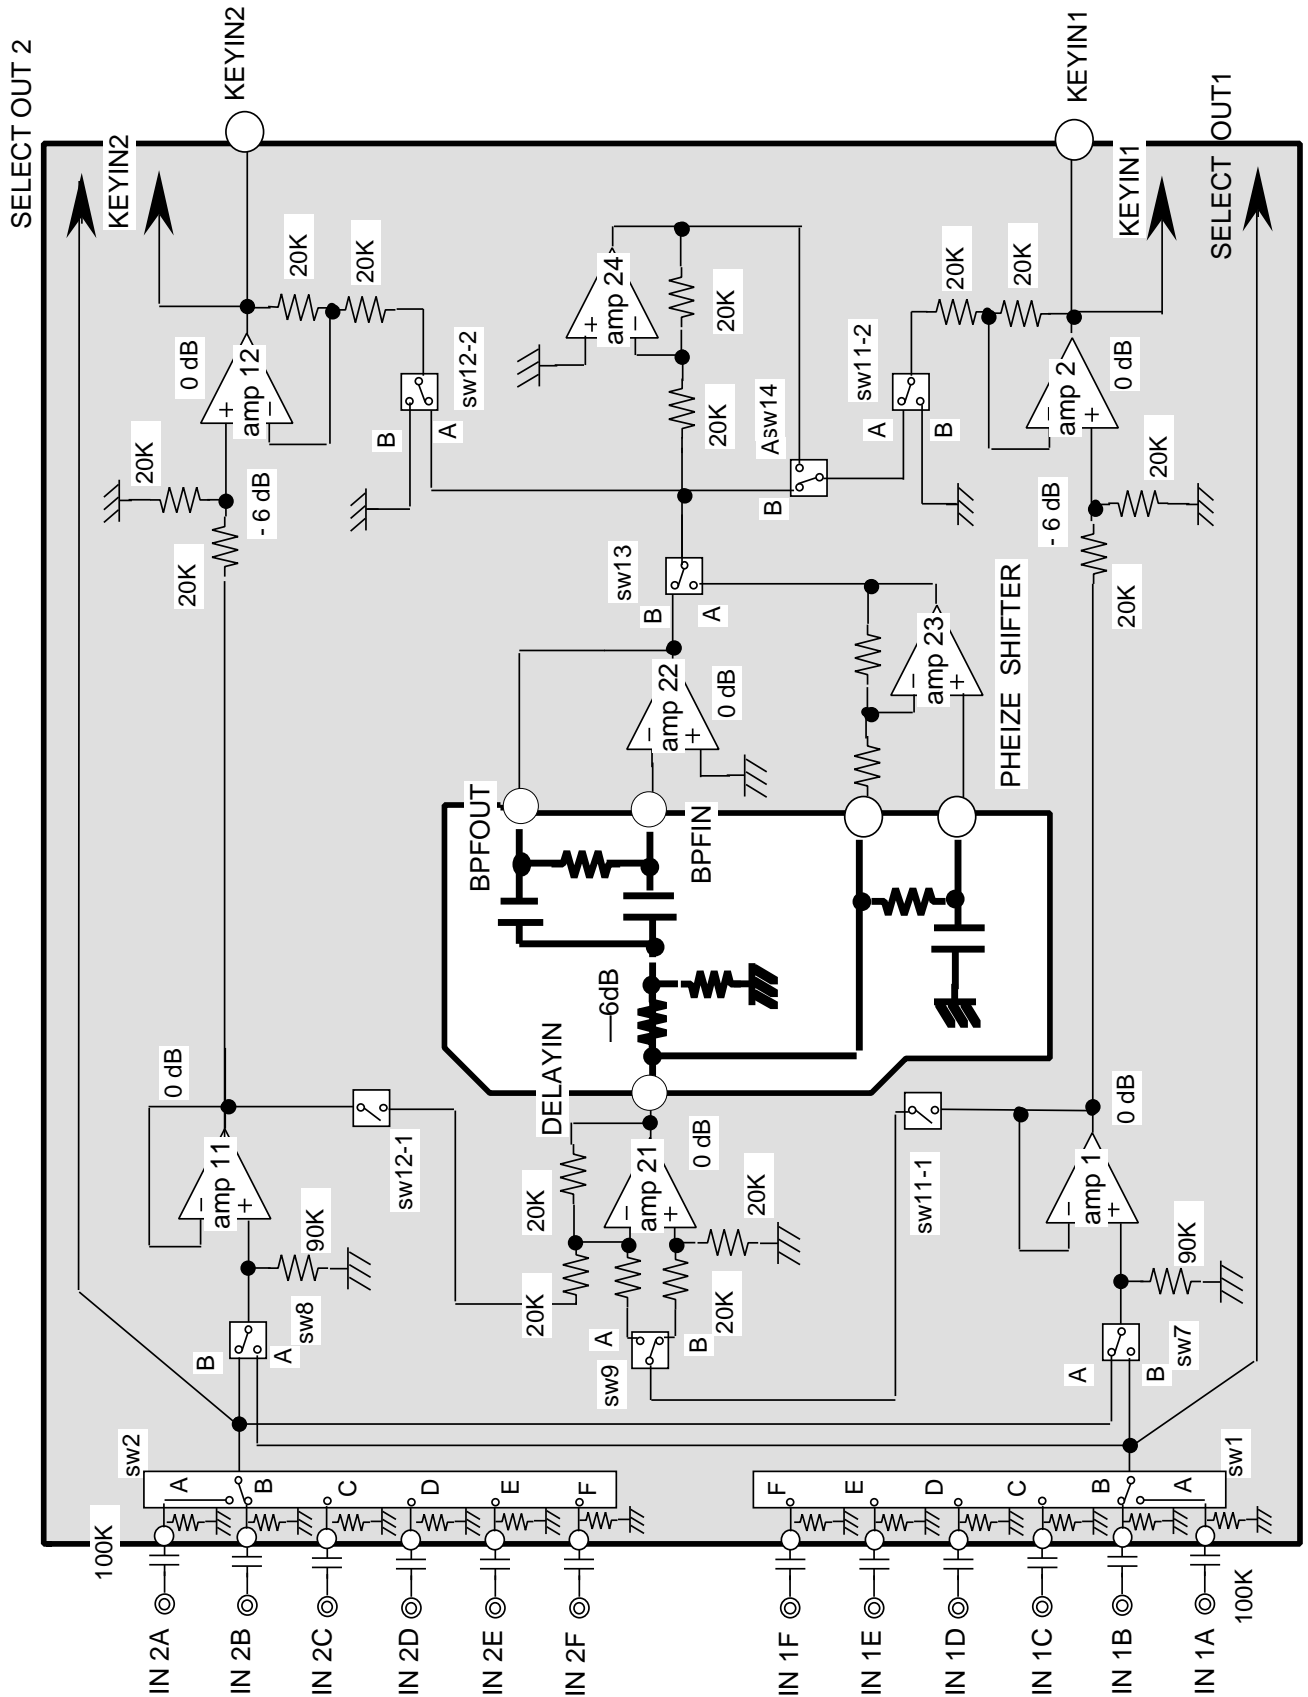 SELECT OUT 2
KEYIN2
KEYIN2
20K
20K
0 dB
amp 12
+
−
20K
- 6 dB
20K
sw12-2
B
A
+
amp 24
−
20K
20K
A
sw14
B
sw11-2
A
B
20K
20K
KEYIN1
KEYIN1
SELECT OUT1
0 dB
−
amp 2
+
20K
- 6 dB
20K
sw13
B
A
−
amp 22
+
0 dB
−
amp 23
+
PHEIZE SHIFTER
BPFOUT
BPFIN
—6dB
DELAYIN
0 dB
−
amp 11
+
90K
sw12-1
20K
20K
−
amp 21
+
0 dB
20K
20K
A
B
sw9
sw11-1
0 dB
−
amp 1
+
90K
B
A
sw8
A
B
sw7
sw2
A
B
C
D
E
F
F
E
D
C
B
A
sw1
100K
100K
IN 2A
IN 2B
IN 2C
IN 2D
IN 2E
IN 2F
IN 1F
IN 1E
IN 1D
IN 1C
IN 1B
IN 1A